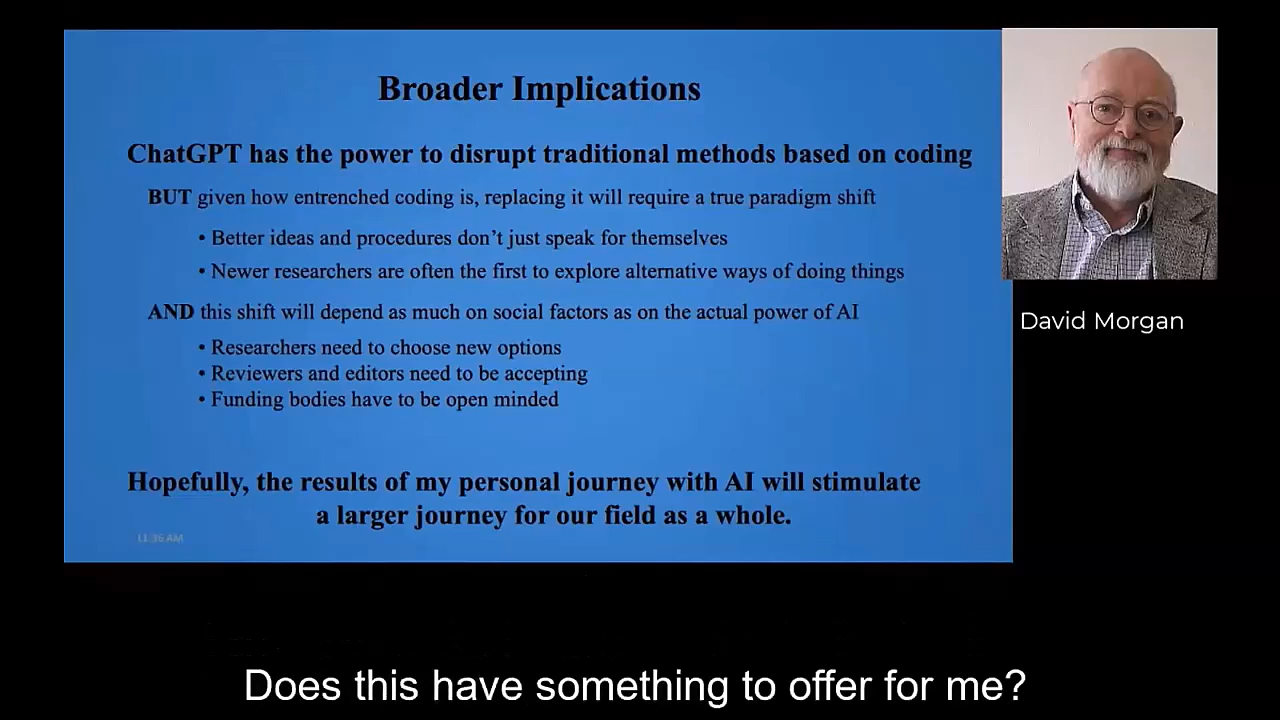 Broader Implications
ChatGPT has the power to disrupt traditional methods based on coding
BUT given how entrenched coding is, replacing it will require a true paradigm shift
• Better ideas and procedures don’t just speak for themselves
• Newer researchers are often the first to explore alternative ways of doing things
AND this shift will depend as much on social factors as on the actual power of AI
• Researchers need to choose new options
• Reviewers and editors need to be accepting
• Funding bodies have to be open minded
Hopefully, the results of my personal journey with AI will stimulate
a larger journey for our field as a whole.
11:36 AM
David Morgan
Does this have something to offer for me?